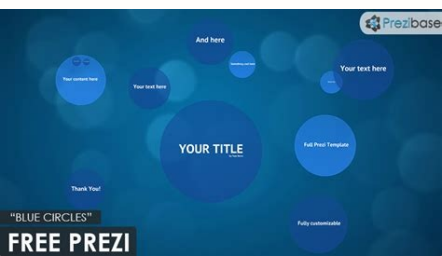 Prezibase
And here
Your content here
Your text here
Your text here
YOUR TITLE
Full Prezi Template
Thank You!
Fully customizable
"BLUE CIRCLES"
FREE PREZI